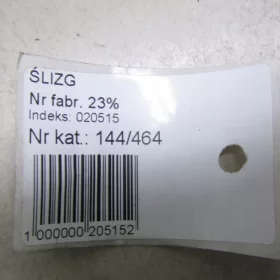 ŚLIZG
Nr fabr. 23%
Indeks: 020515
Nr kat.: 144/464
1 000000 205152